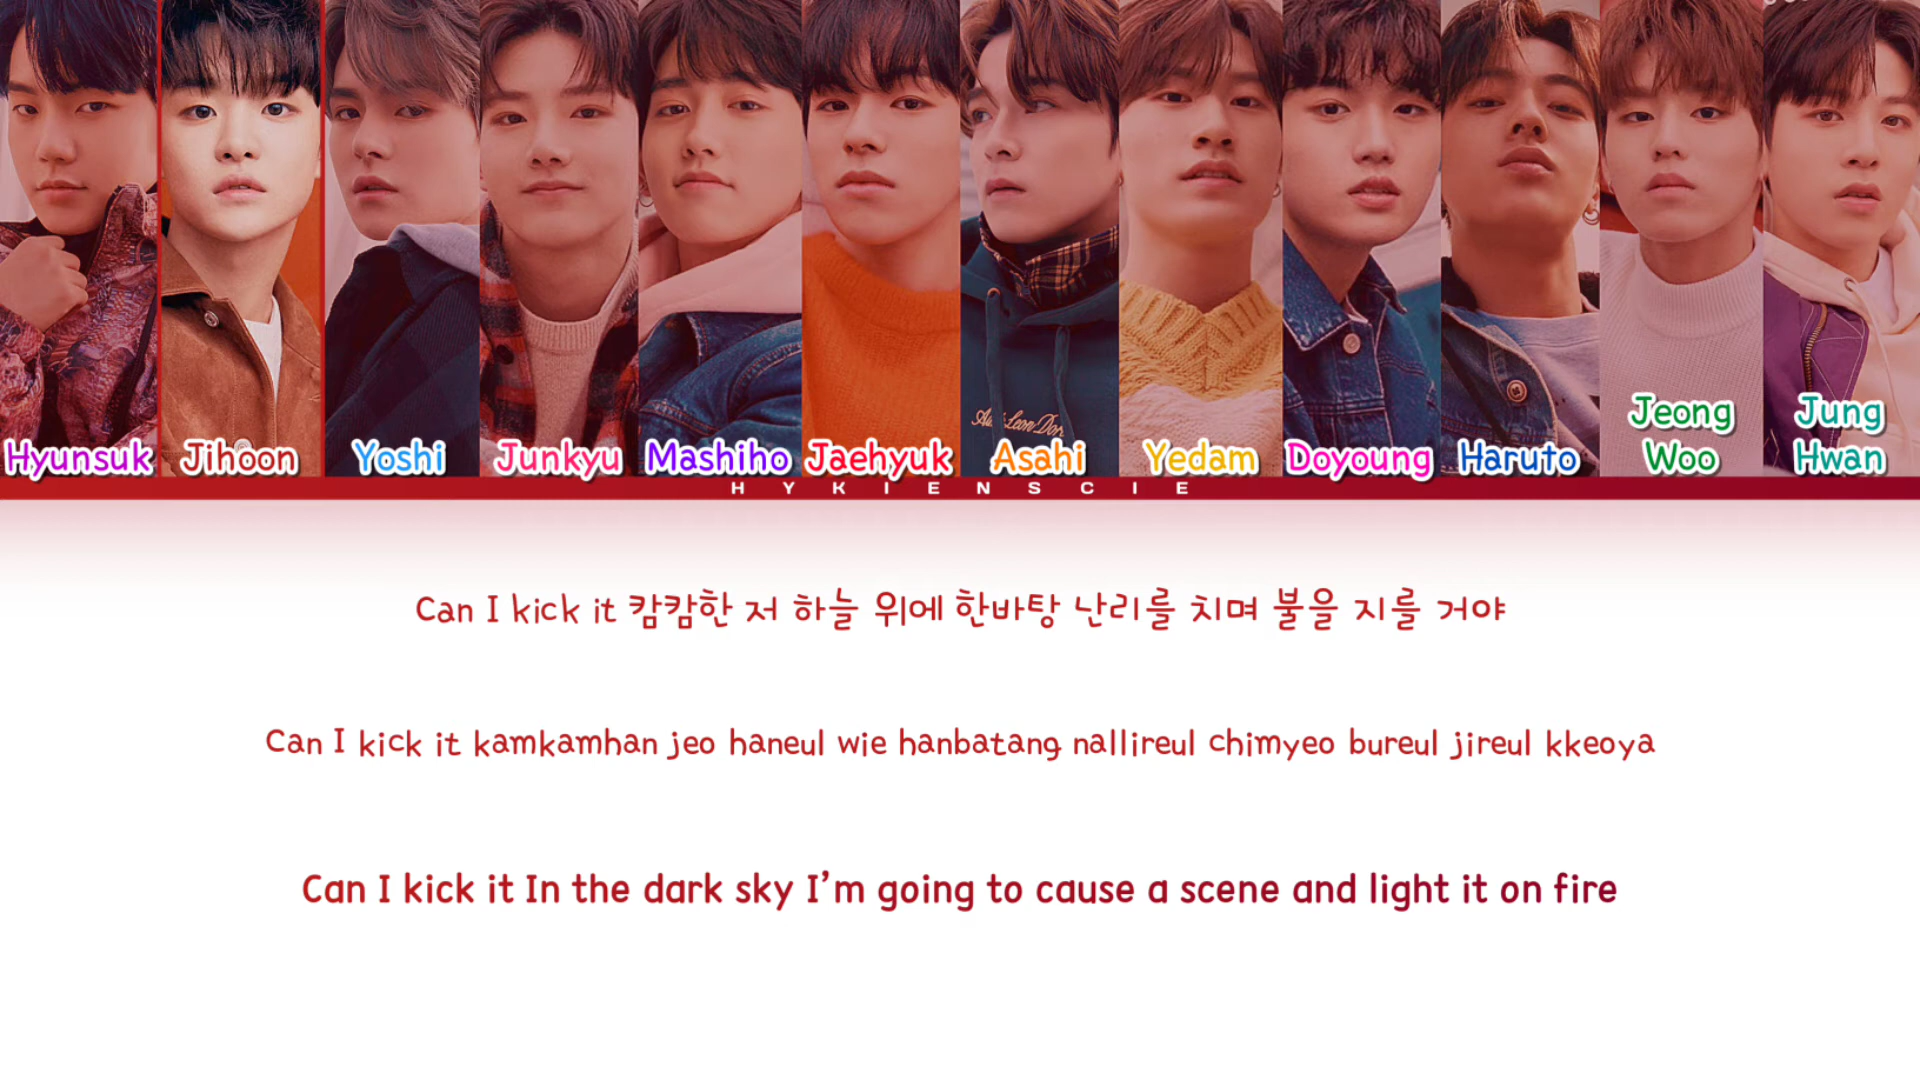 Hyunsuk Jihoon Yoshi Junkyu Mashiho Jaehyuk Asahi Yedam Doyoung Haruto Jeong Woo Jung Hwan
HYKIENSCIE
Can I kick it 캄캄한 저 하늘 위에 한바탕 난리를 치며 불을 지를 거야
Can I kick it kamkamhan jeo haneul wie hanbatang nallireul chimyeo bureul jireul kkeoya
Can I kick it In the dark sky I’m going to cause a scene and light it on fire